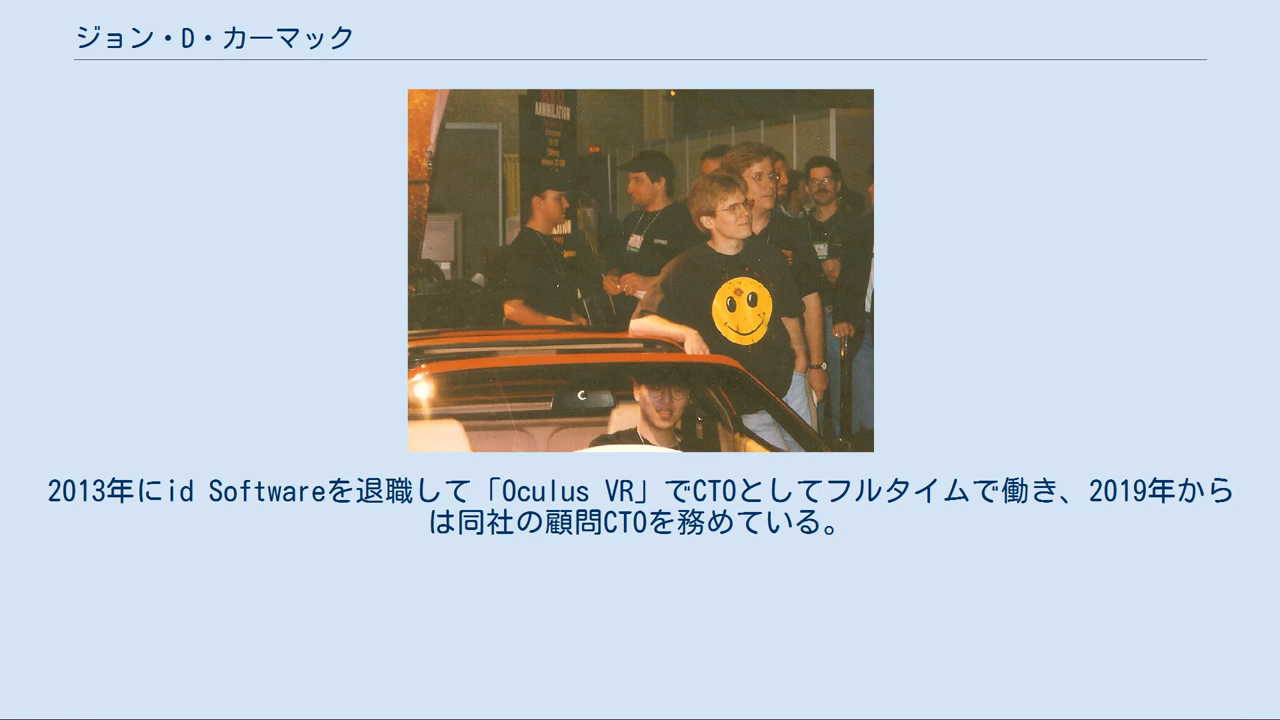 ジョン・D・カーマック
ANNIHILATION
2013年にid Softwareを退職して「Oculus VR」でCTOとしてフルタイムで働き、2019年から
は同社の顧問CTOを務めている。